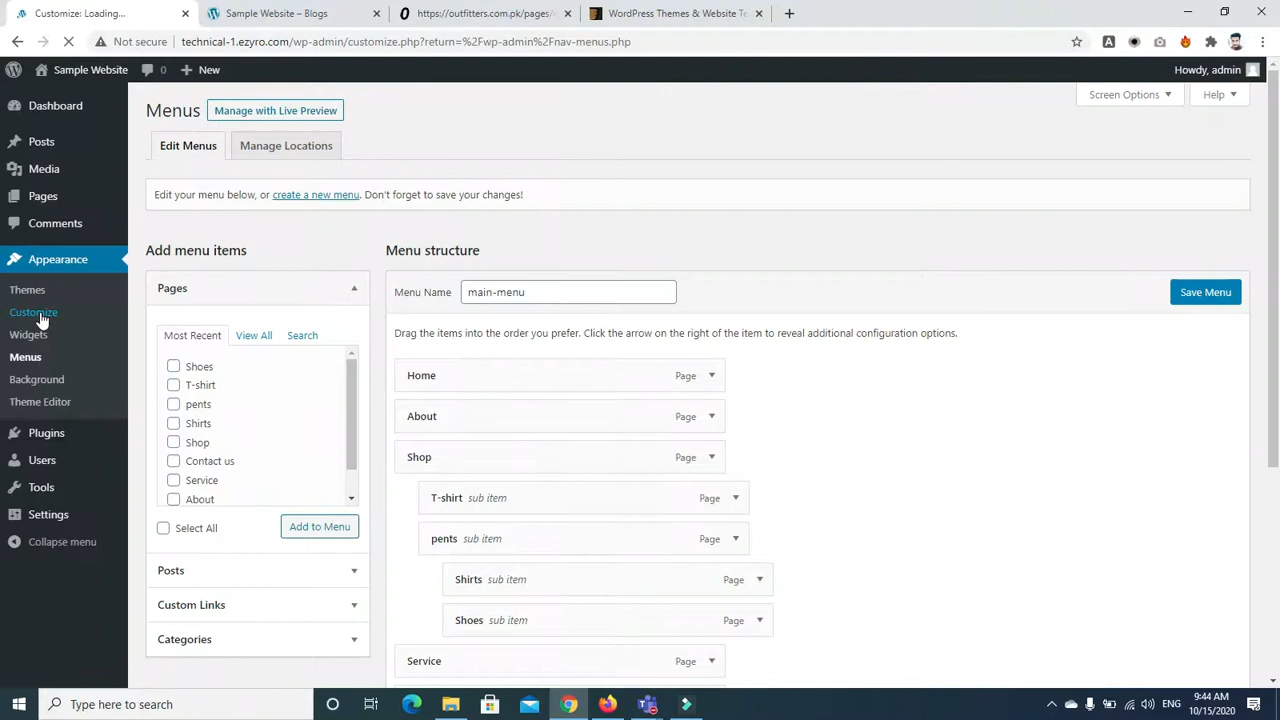 Customize: Loading...
Sample Website – Blogs
https://outfitters.com.pk/pages/
WordPress Themes & Website Te
Not secure
technical-1.ezyro.com/wp-admin/customize.php?return=%2Fwp-admin%2Fnav-menus.php
Sample Website
0
New
Howdy, admin
Dashboard
Posts
Media
Pages
Comments
Appearance
Themes
Customize
Widgets
Menus
Background
Theme Editor
Plugins
Users
Tools
Settings
Collapse menu
Menus
Manage with Live Preview
Screen Options
Help
Edit Menus
Manage Locations
Edit your menu below, or create a new menu. Don't forget to save your changes!
Add menu items
Pages
Most Recent
View All
Search
Shoes
T-shirt
pents
Shirts
Shop
Contact us
Service
About
Select All
Add to Menu
Posts
Custom Links
Categories
Menu structure
Menu Name
main-menu
Save Menu
Drag the items into the order you prefer. Click the arrow on the right of the item to reveal additional configuration options.
Home Page
About Page
Shop Page
T-shirt sub item Page
pents sub item Page
Shirts sub item Page
Shoes sub item Page
Service Page
Type here to search
ENG
9:44 AM
10/15/2020